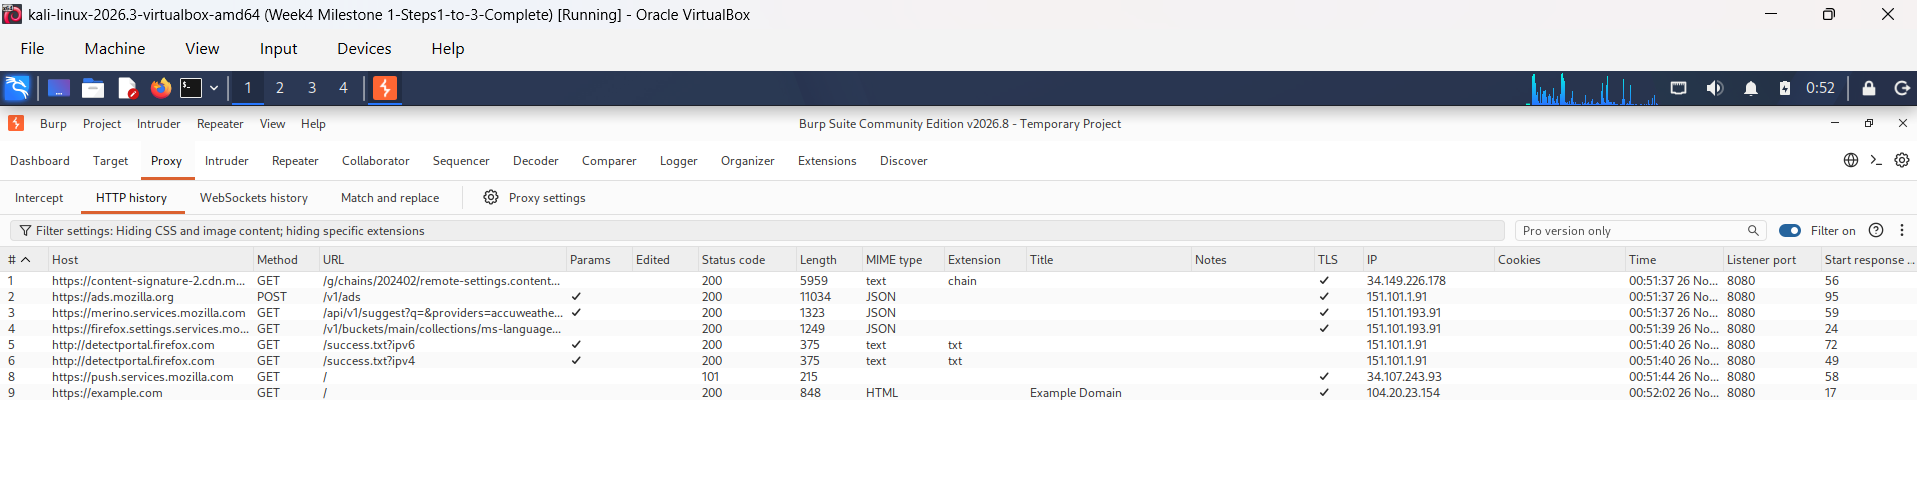 kali-linux-2026.3-virtualbox-amd64 (Week4 Milestone 1-Steps1-to-3-Complete) [Running] - Oracle VirtualBox
File Machine View Input Devices Help
1 2 3 4 0:52
Burp Project Intruder Repeater View Help Burp Suite Community Edition v2026.8 - Temporary Project
Dashboard Target Proxy Intruder Repeater Collaborator Sequencer Decoder Comparer Logger Organizer Extensions Discover
Intercept HTTP history WebSockets history Match and replace Proxy settings
Filter settings: Hiding CSS and image content; hiding specific extensions Pro version only Filter on
# Host Method URL Params Edited Status code Length MIME type Extension Title Notes TLS IP Cookies Time Listener port Start response ...
1 https://content-signature-2.cdn.m... GET /g/chains/202402/remote-settings.content... 200 5959 text chain ✓ 34.149.226.178 00:51:37 26 No... 8080 56
2 https://ads.mozilla.org POST /v1/ads ✓ 200 11034 JSON ✓ 151.101.1.91 00:51:37 26 No... 8080 95
3 https://merino.services.mozilla.com GET /api/v1/suggest?q=&providers=accuweathe... ✓ 200 1323 JSON ✓ 151.101.193.91 00:51:37 26 No... 8080 59
4 https://firefox.settings.services.mo... GET /v1/buckets/main/collections/ms-language... 200 1249 JSON ✓ 151.101.193.91 00:51:39 26 No... 8080 24
5 http://detectportal.firefox.com GET /success.txt?ipv6 ✓ 200 375 text txt 151.101.1.91 00:51:40 26 No... 8080 72
6 http://detectportal.firefox.com GET /success.txt?ipv4 ✓ 200 375 text txt 151.101.1.91 00:51:40 26 No... 8080 49
8 https://push.services.mozilla.com GET / 101 215 ✓ 34.107.243.93 00:51:44 26 No... 8080 58
9 https://example.com GET / 200 848 HTML Example Domain ✓ 104.20.23.154 00:52:02 26 No... 8080 17